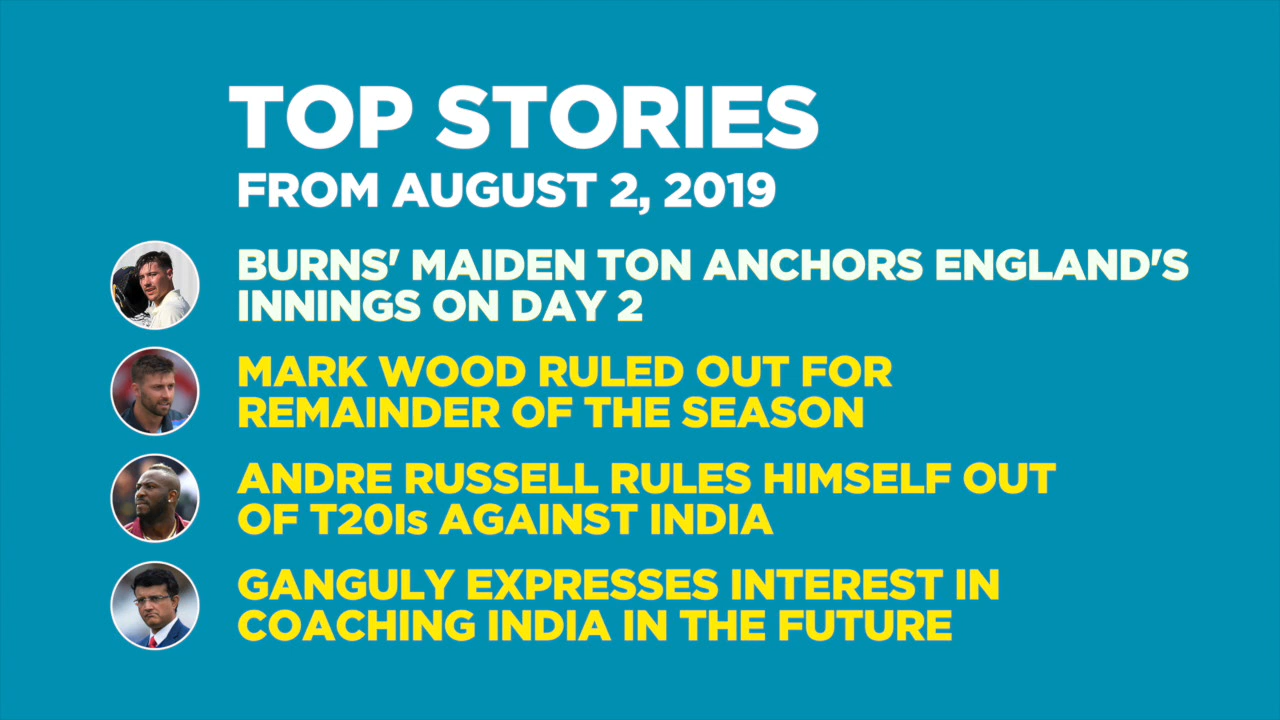 TOP STORIES
FROM AUGUST 2, 2019
BURNS' MAIDEN TON ANCHORS ENGLAND'S
INNINGS ON DAY 2
MARK WOOD RULED OUT FOR
REMAINDER OF THE SEASON
ANDRE RUSSELL RULES HIMSELF OUT
OF T20Is AGAINST INDIA
GANGULY EXPRESSES INTEREST IN
COACHING INDIA IN THE FUTURE